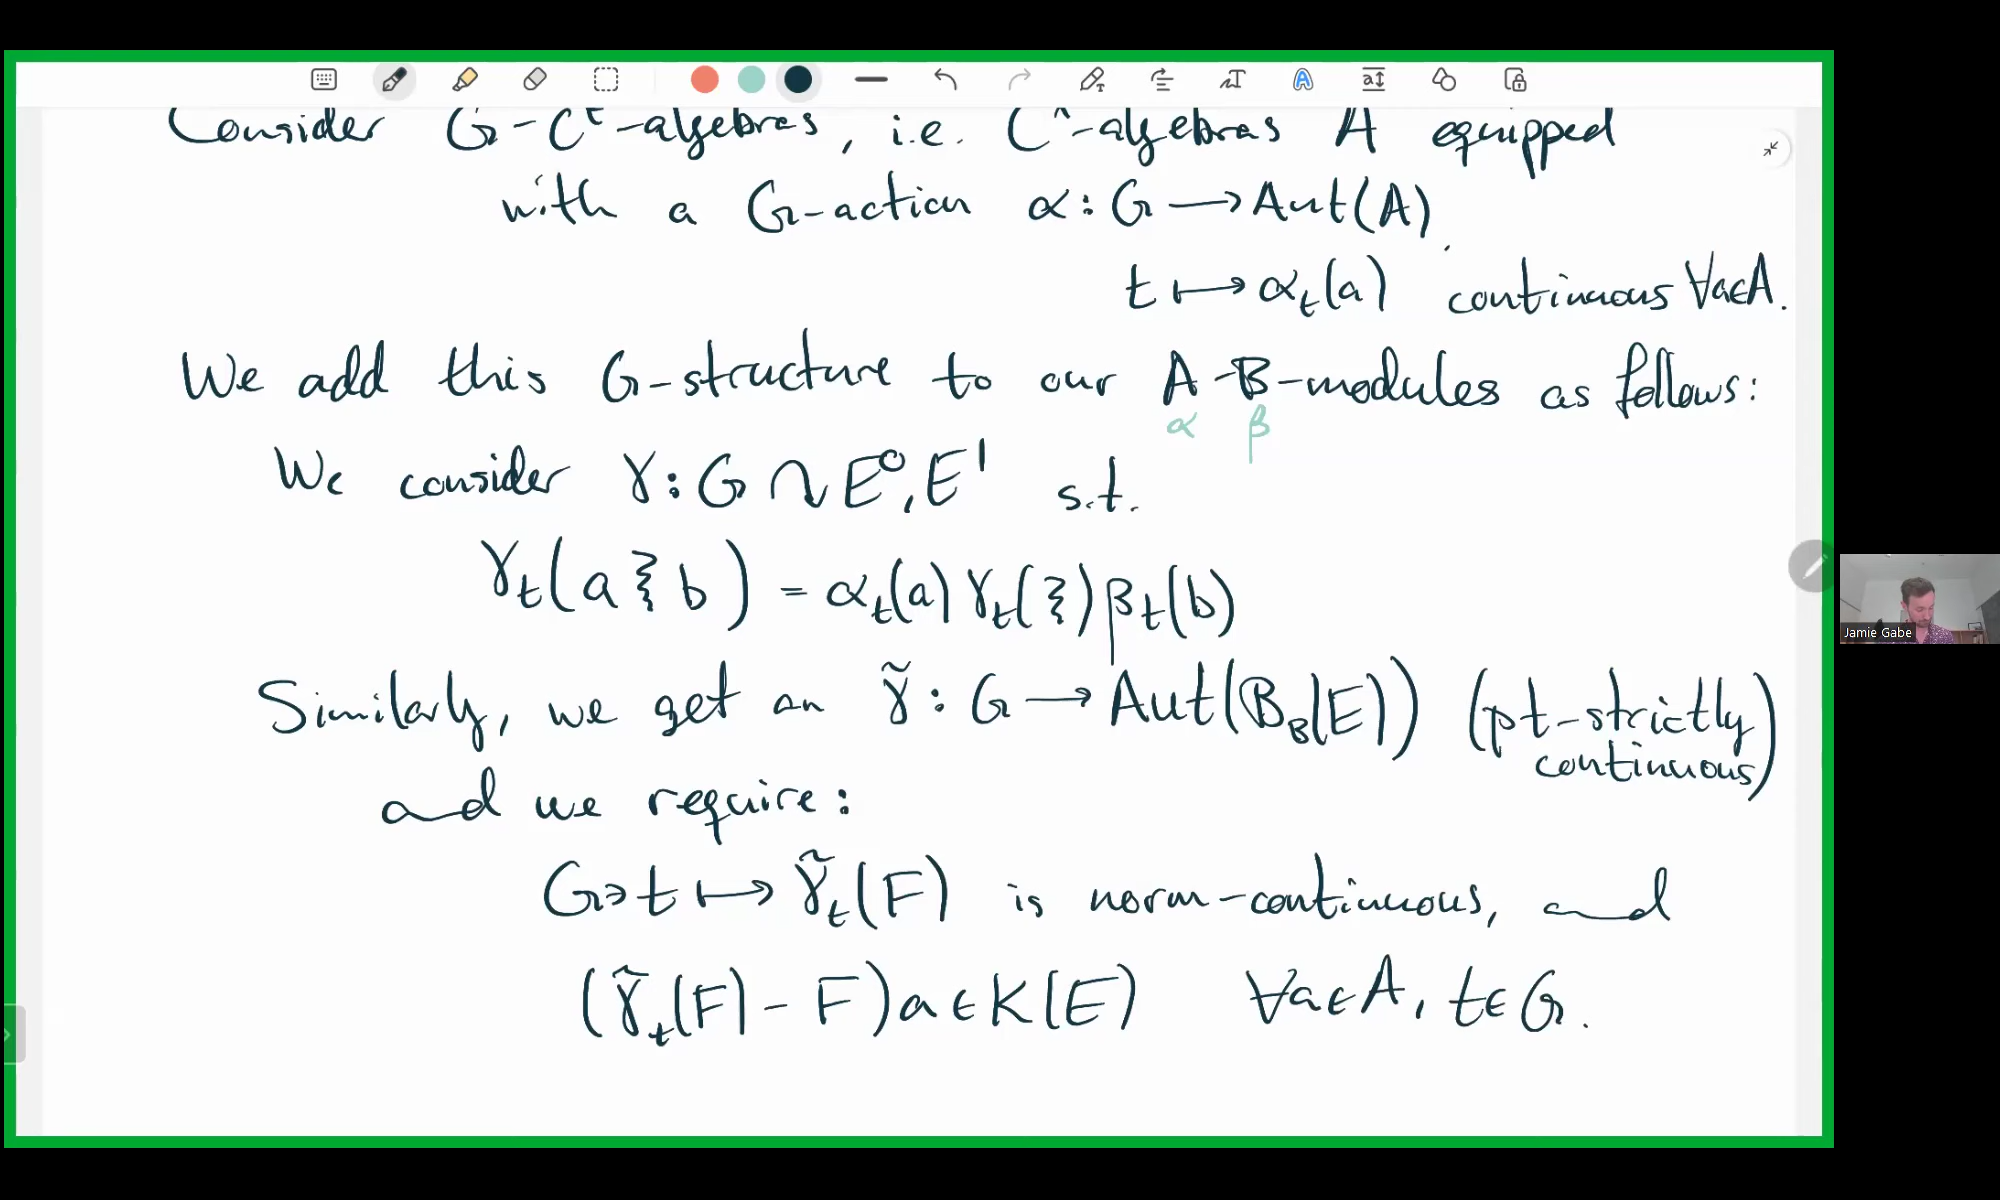 Consider G-C*-algebras, i.e. C*-algebras A equipped
with a G-action α: G → Aut(A).
t ↦ α_t(a) continuous ∀a∈A.
We add this G-structure to our A-B-modules as follows:
α β
We consider γ: G ↷ E⁰, E¹ s.t.
γ_t(a ξ b) = α_t(a) γ_t(ξ) β_t(b)
Similarly, we get an γ̃: G → Aut(B_B(E)) (pt-strictly
continuous)
and we require:
G∋t ↦ γ̃_t(F) is norm-continuous, and
(γ̃_t(F) - F)a ∈ K(E) ∀a∈A, t∈G.
Jamie Gabe